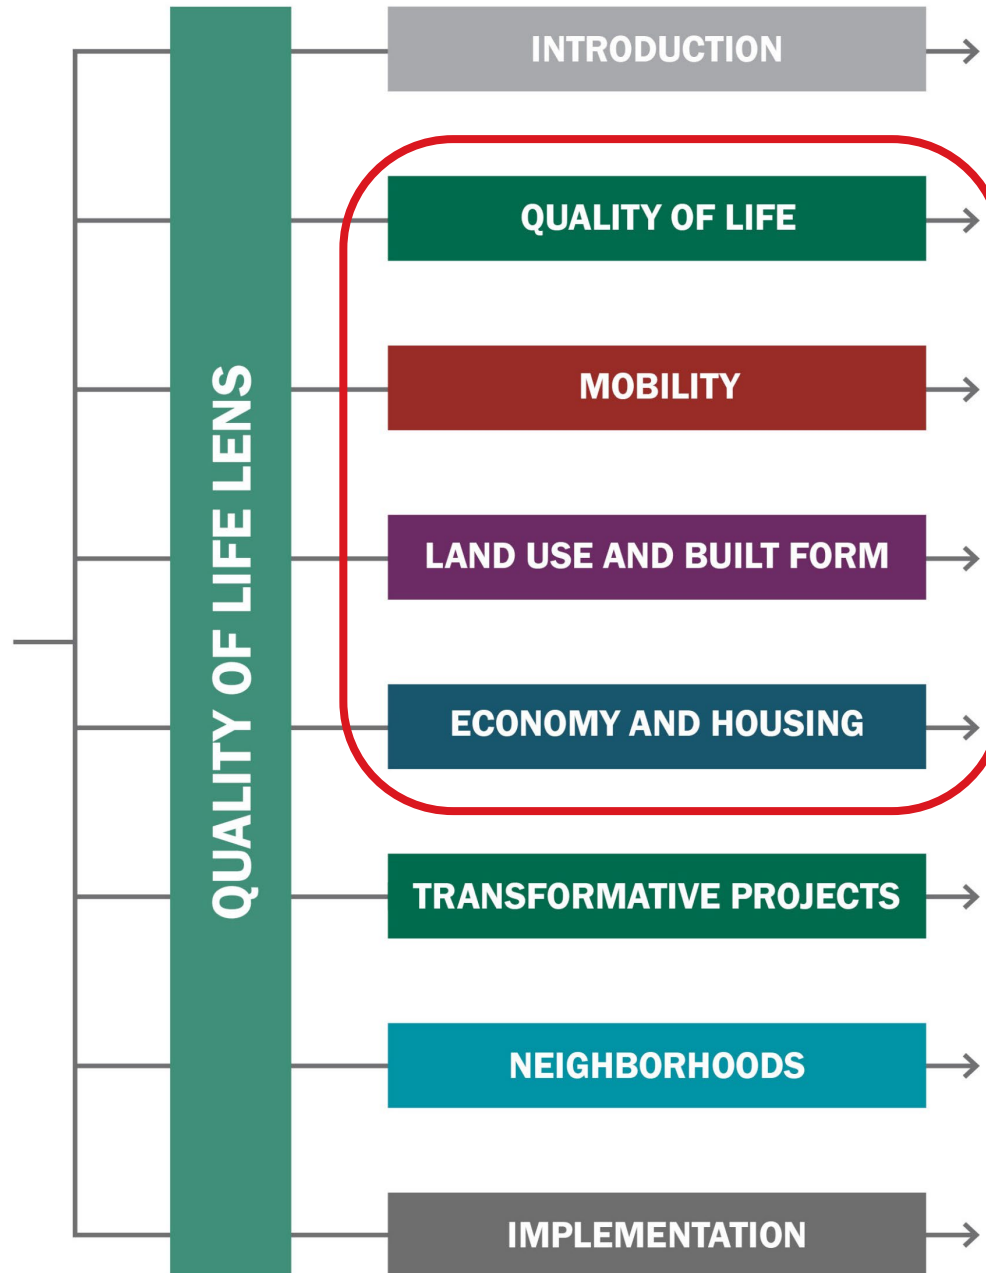 INTRODUCTION
QUALITY OF LIFE
MOBILITY
QUALITY OF LIFE LENS
LAND USE AND BUILT FORM
ECONOMY AND HOUSING
TRANSFORMATIVE PROJECTS
NEIGHBORHOODS
IMPLEMENTATION